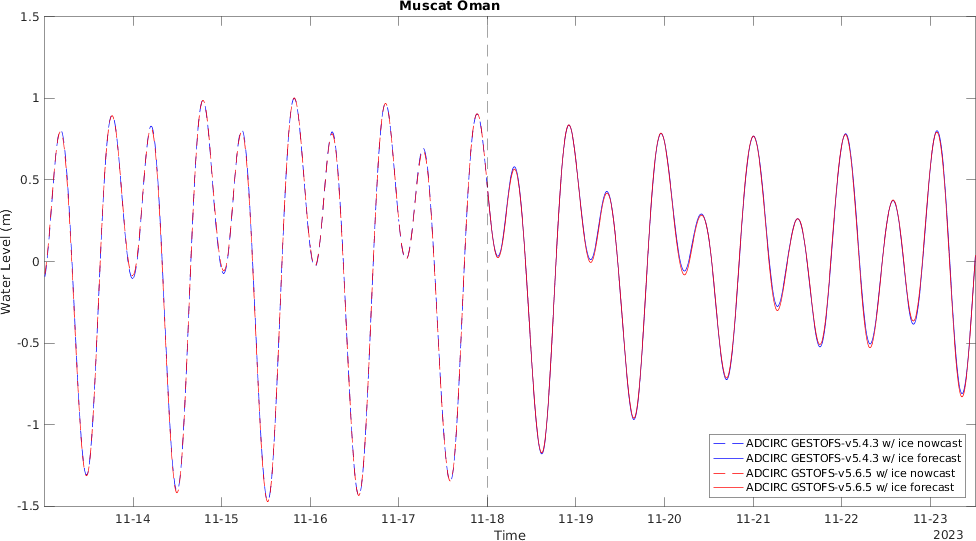 Muscat Oman
1.5
1
0.5
0
-0.5
-1
-1.5
Water Level (m)
11-14
11-15
11-16
11-17
11-18
11-19
11-20
11-21
11-22
11-23
2023
Time
ADCIRC GESTOFS-v5.4.3 w/ ice nowcast
ADCIRC GESTOFS-v5.4.3 w/ ice forecast
ADCIRC GSTOFS-v5.6.5 w/ ice nowcast
ADCIRC GSTOFS-v5.6.5 w/ ice forecast